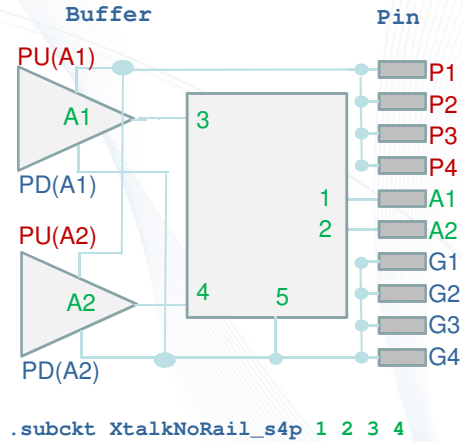 Buffer
Pin
PU(A1)
A1
PD(A1)
PU(A2)
A2
PD(A2)
3
4
5
1
2
P1
P2
P3
P4
A1
A2
G1
G2
G3
G4
.subckt XtalkNoRail_s4p 1 2 3 4